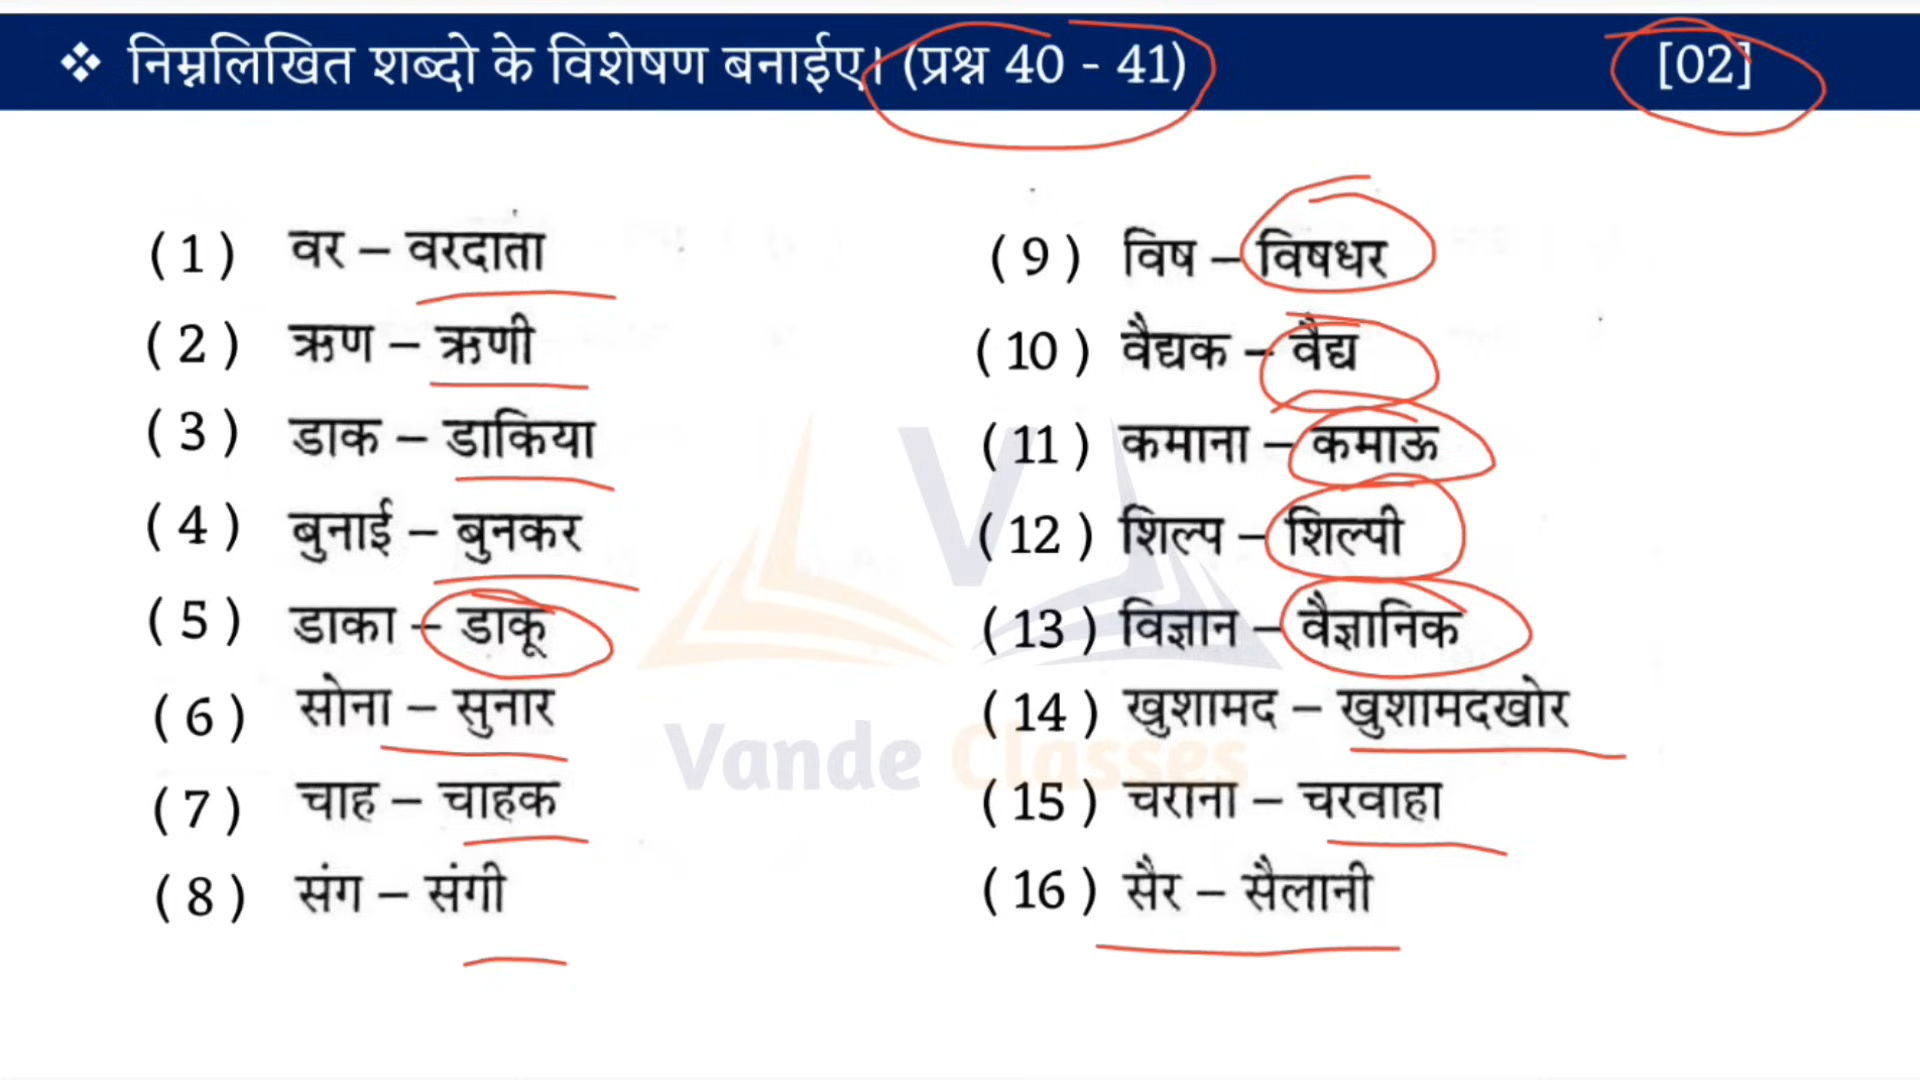 ❖ निम्नलिखित शब्दो के विशेषण बनाईए। (प्रश्न 40 - 41) [02]
(1) वर – वरदाता
(2) ऋण – ऋणी
(3) डाक – डाकिया
(4) बुनाई – बुनकर
(5) डाका – डाकू
(6) सोना – सुनार
(7) चाह – चाहक
(8) संग – संगी
(9) विष – विषधर
(10) वैद्यक – वैद्य
(11) कमाना – कमाऊ
(12) शिल्प – शिल्पी
(13) विज्ञान – वैज्ञानिक
(14) खुशामद – खुशामदखोर
(15) चराना – चरवाहा
(16) सैर – सैलानी
V
Vande Classes